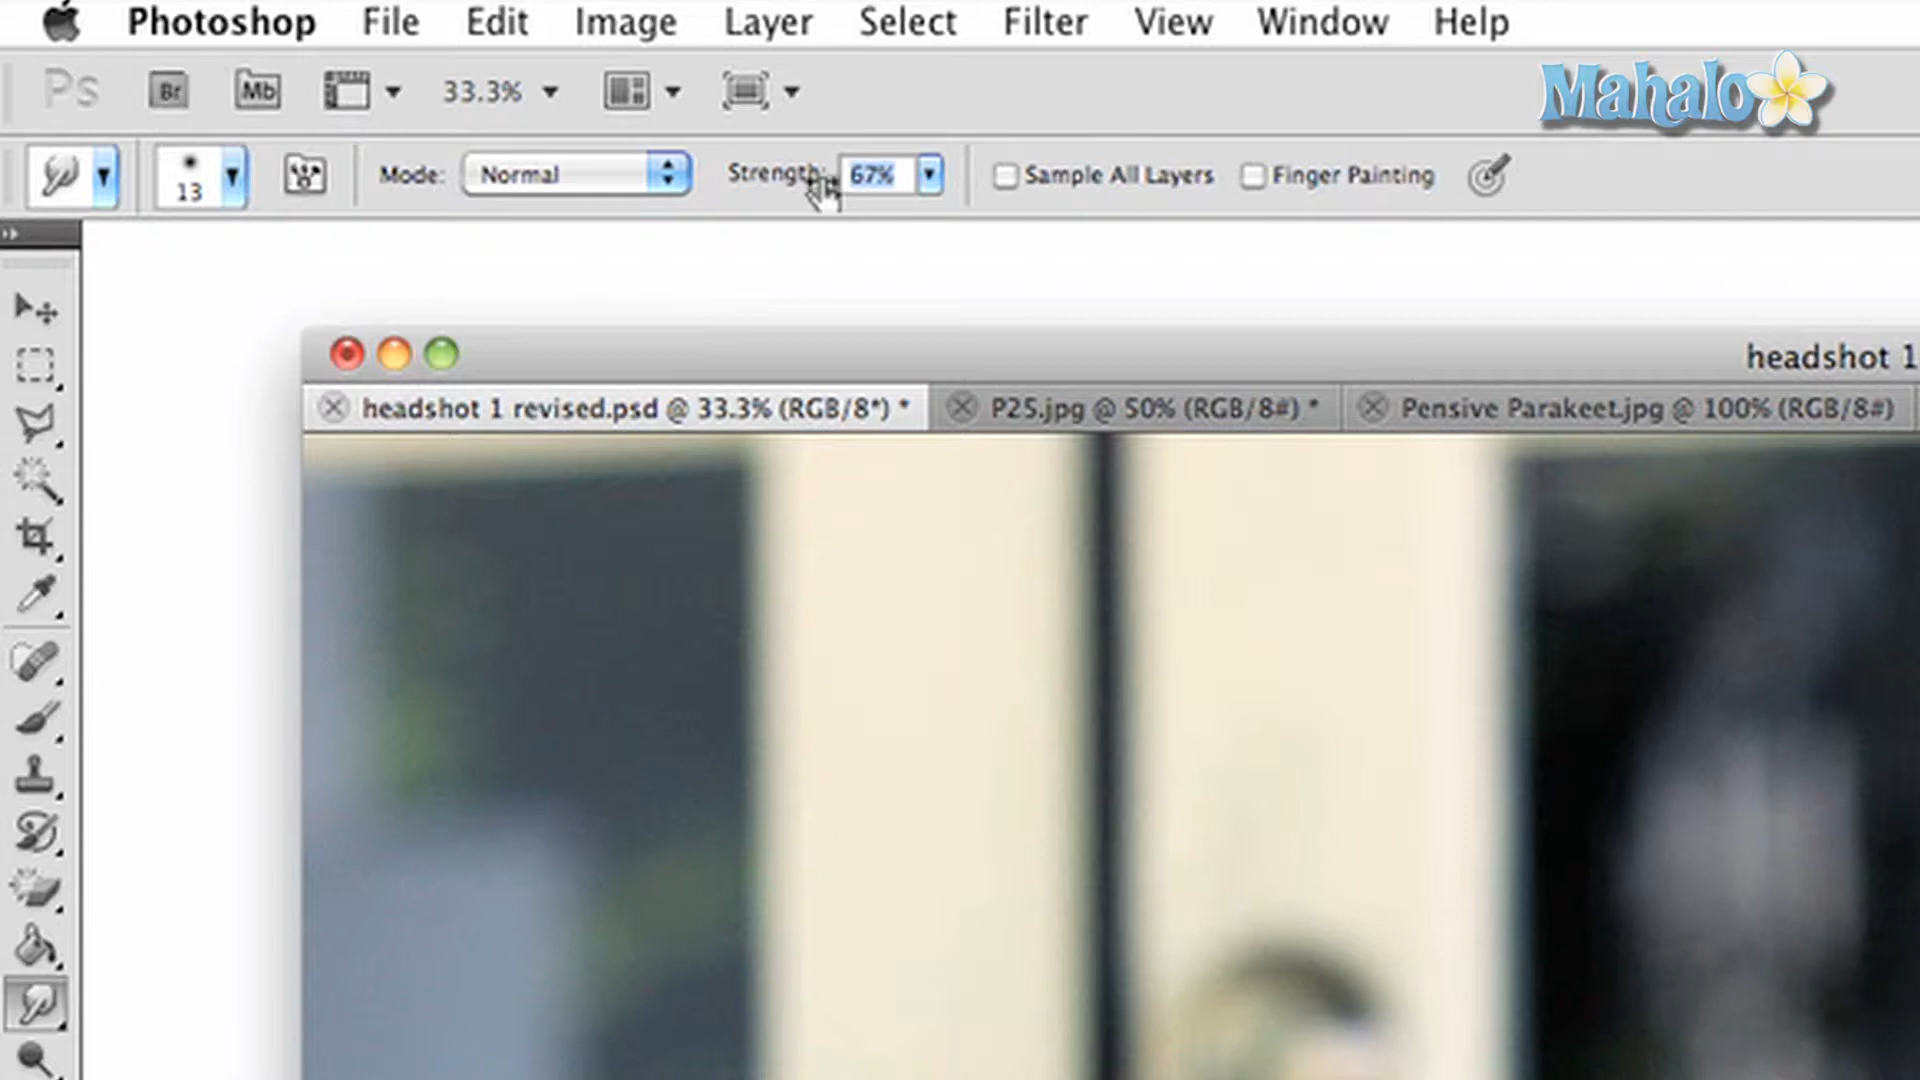 Photoshop File Edit Image Layer Select Filter View Window Help
Ps Br Mb 33.3% Mahalo
13 Mode: Normal Strength: 67% Sample All Layers Finger Painting
headshot 1
headshot 1 revised.psd @ 33.3% (RGB/8*) * P25.jpg @ 50% (RGB/8#) * Pensive Parakeet.jpg @ 100% (RGB/8#)